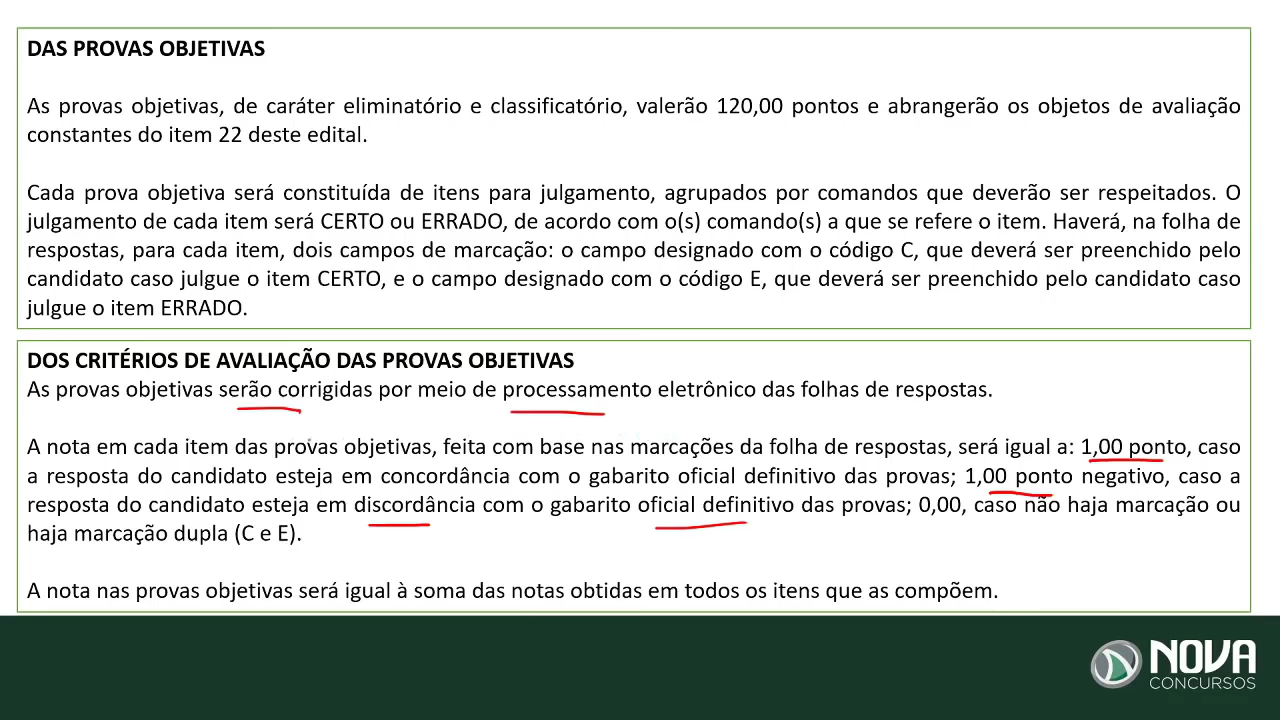 DAS PROVAS OBJETIVAS
As provas objetivas, de caráter eliminatório e classificatório, valerão 120,00 pontos e abrangerão os objetos de avaliação
constantes do item 22 deste edital.
Cada prova objetiva será constituída de itens para julgamento, agrupados por comandos que deverão ser respeitados. O
julgamento de cada item será CERTO ou ERRADO, de acordo com o(s) comando(s) a que se refere o item. Haverá, na folha de
respostas, para cada item, dois campos de marcação: o campo designado com o código C, que deverá ser preenchido pelo
candidato caso julgue o item CERTO, e o campo designado com o código E, que deverá ser preenchido pelo candidato caso
julgue o item ERRADO.
DOS CRITÉRIOS DE AVALIAÇÃO DAS PROVAS OBJETIVAS
As provas objetivas serão corrigidas por meio de processamento eletrônico das folhas de respostas.
A nota em cada item das provas objetivas, feita com base nas marcações da folha de respostas, será igual a: 1,00 ponto, caso
a resposta do candidato esteja em concordância com o gabarito oficial definitivo das provas; 1,00 ponto negativo, caso a
resposta do candidato esteja em discordância com o gabarito oficial definitivo das provas; 0,00, caso não haja marcação ou
haja marcação dupla (C e E).
A nota nas provas objetivas será igual à soma das notas obtidas em todos os itens que as compõem.
NOVA
CONCURSOS